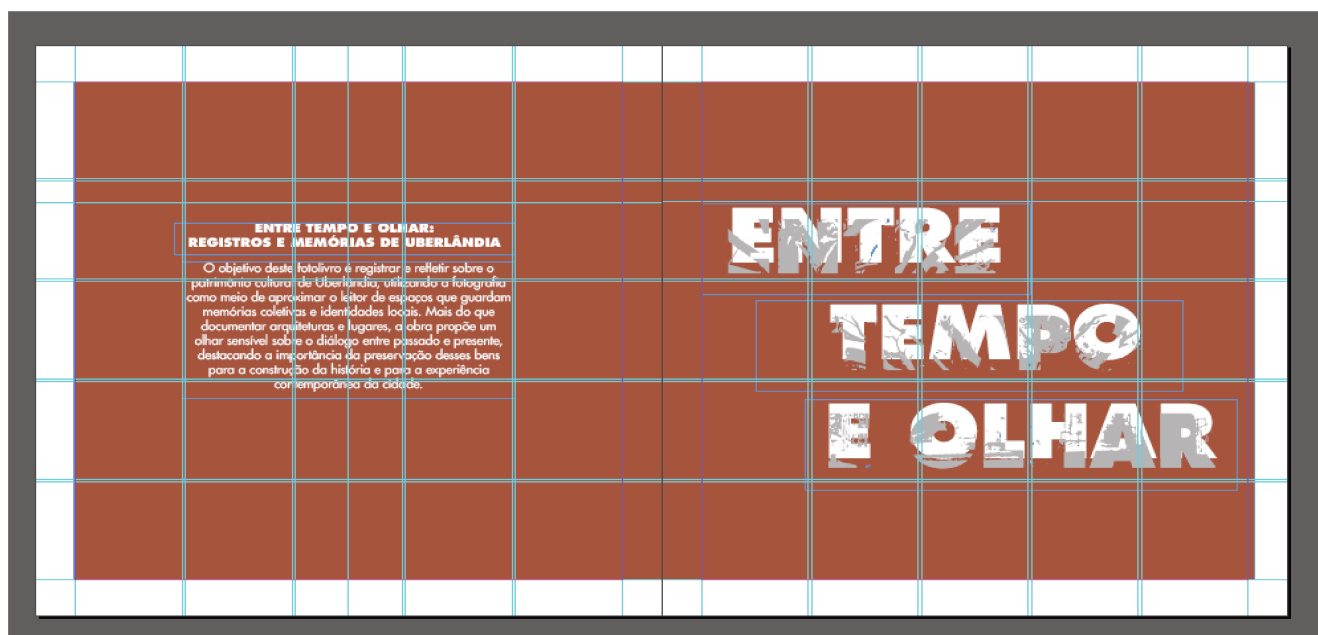 ENTRE TEMPO E OLHAR:
REGISTROS E MEMÓRIAS DE UBERLÂNDIA
O objetivo deste fotolivro é registrar e refletir sobre o
patrimônio cultural de Uberlândia, utilizando a fotografia
como meio de aproximar o leitor de espaços que guardam
memórias coletivas e identidades locais. Mais do que
documentar arquiteturas e lugares, a obra propõe um
olhar sensível sobre o diálogo entre passado e presente,
destacando a importância da preservação desses bens
para a construção da história e para a experiência
contemporânea da cidade.
ENTRE
TEMPO
E OLHAR